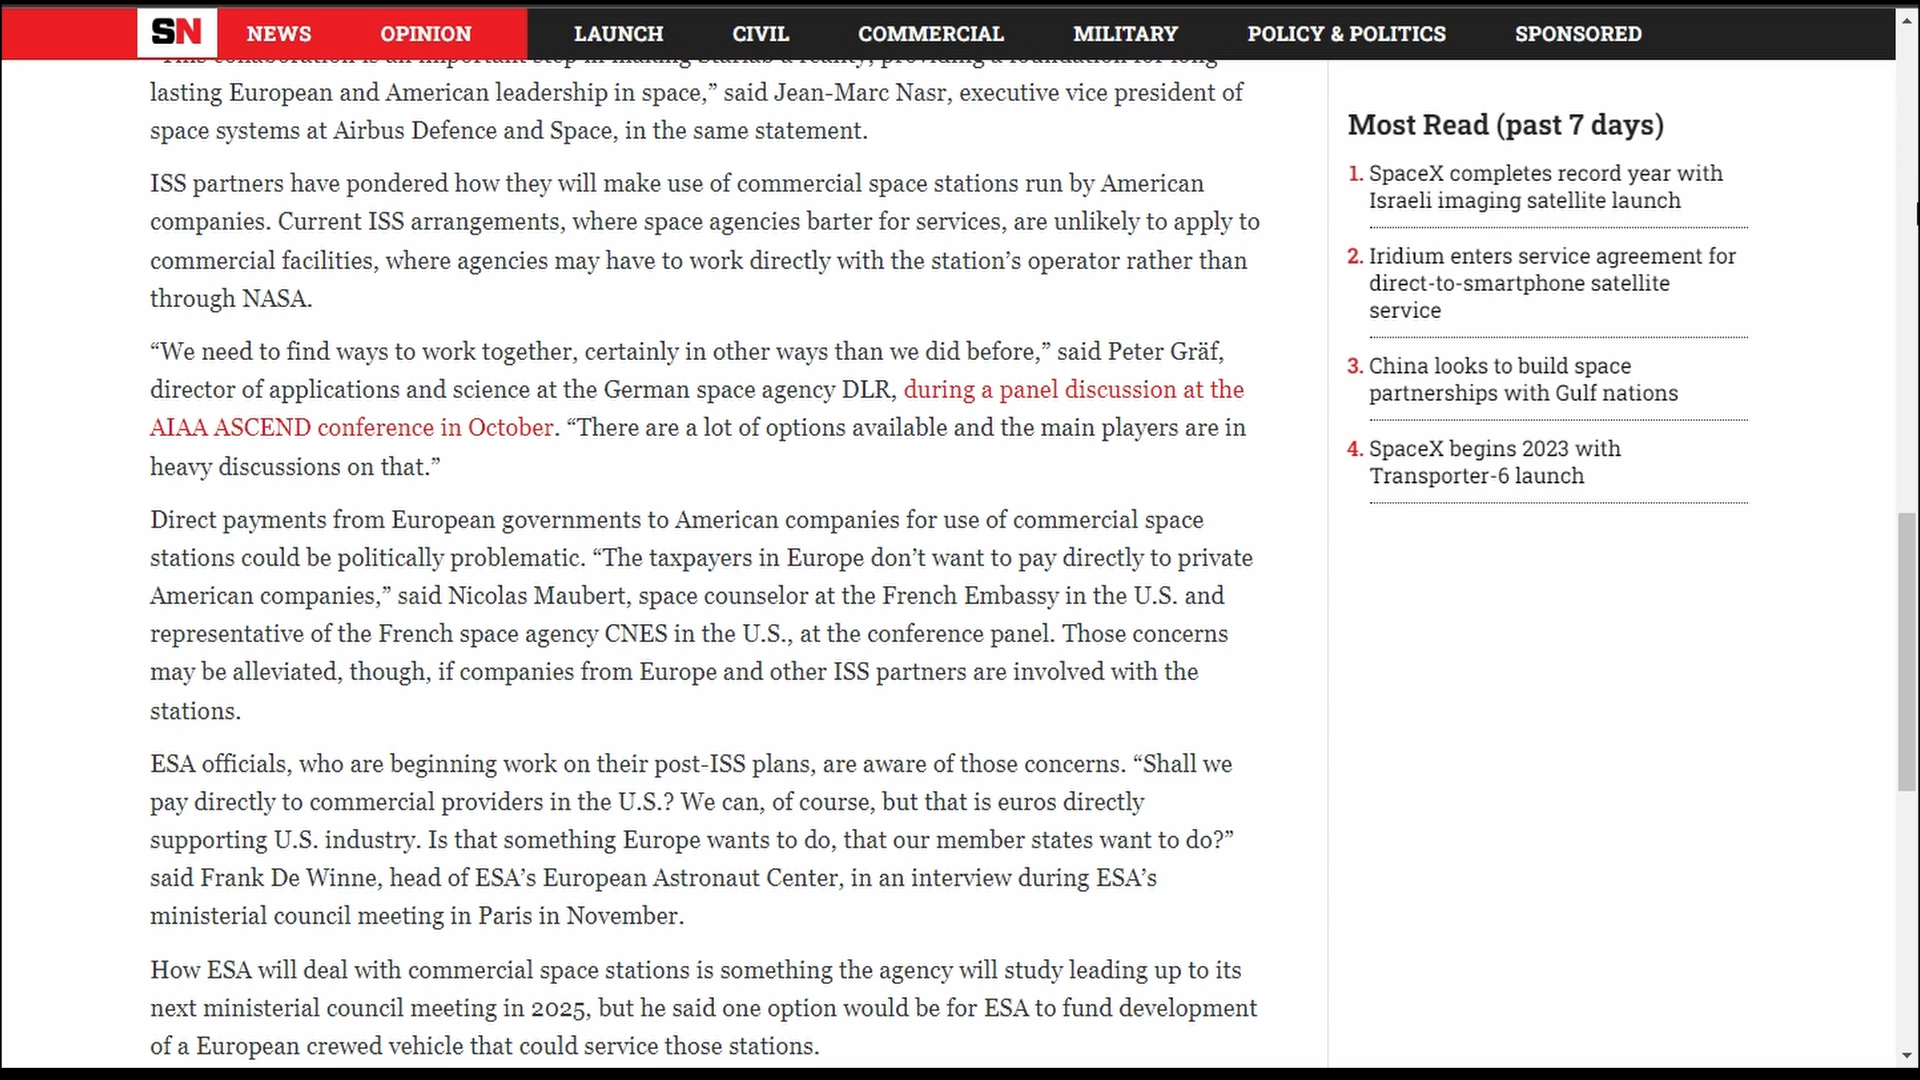 SN NEWS OPINION LAUNCH CIVIL COMMERCIAL MILITARY POLICY & POLITICS SPONSORED
“This collaboration is an important step in making Starlab a reality, providing a foundation for long-
lasting European and American leadership in space,” said Jean-Marc Nasr, executive vice president of
space systems at Airbus Defence and Space, in the same statement.
ISS partners have pondered how they will make use of commercial space stations run by American
companies. Current ISS arrangements, where space agencies barter for services, are unlikely to apply to
commercial facilities, where agencies may have to work directly with the station’s operator rather than
through NASA.
“We need to find ways to work together, certainly in other ways than we did before,” said Peter Gräf,
director of applications and science at the German space agency DLR, during a panel discussion at the
AIAA ASCEND conference in October. “There are a lot of options available and the main players are in
heavy discussions on that.”
Direct payments from European governments to American companies for use of commercial space
stations could be politically problematic. “The taxpayers in Europe don’t want to pay directly to private
American companies,” said Nicolas Maubert, space counselor at the French Embassy in the U.S. and
representative of the French space agency CNES in the U.S., at the conference panel. Those concerns
may be alleviated, though, if companies from Europe and other ISS partners are involved with the
stations.
ESA officials, who are beginning work on their post-ISS plans, are aware of those concerns. “Shall we
pay directly to commercial providers in the U.S.? We can, of course, but that is euros directly
supporting U.S. industry. Is that something Europe wants to do, that our member states want to do?”
said Frank De Winne, head of ESA’s European Astronaut Center, in an interview during ESA’s
ministerial council meeting in Paris in November.
How ESA will deal with commercial space stations is something the agency will study leading up to its
next ministerial council meeting in 2025, but he said one option would be for ESA to fund development
of a European crewed vehicle that could service those stations.
Most Read (past 7 days)
1. SpaceX completes record year with
Israeli imaging satellite launch
2. Iridium enters service agreement for
direct-to-smartphone satellite
service
3. China looks to build space
partnerships with Gulf nations
4. SpaceX begins 2023 with
Transporter-6 launch